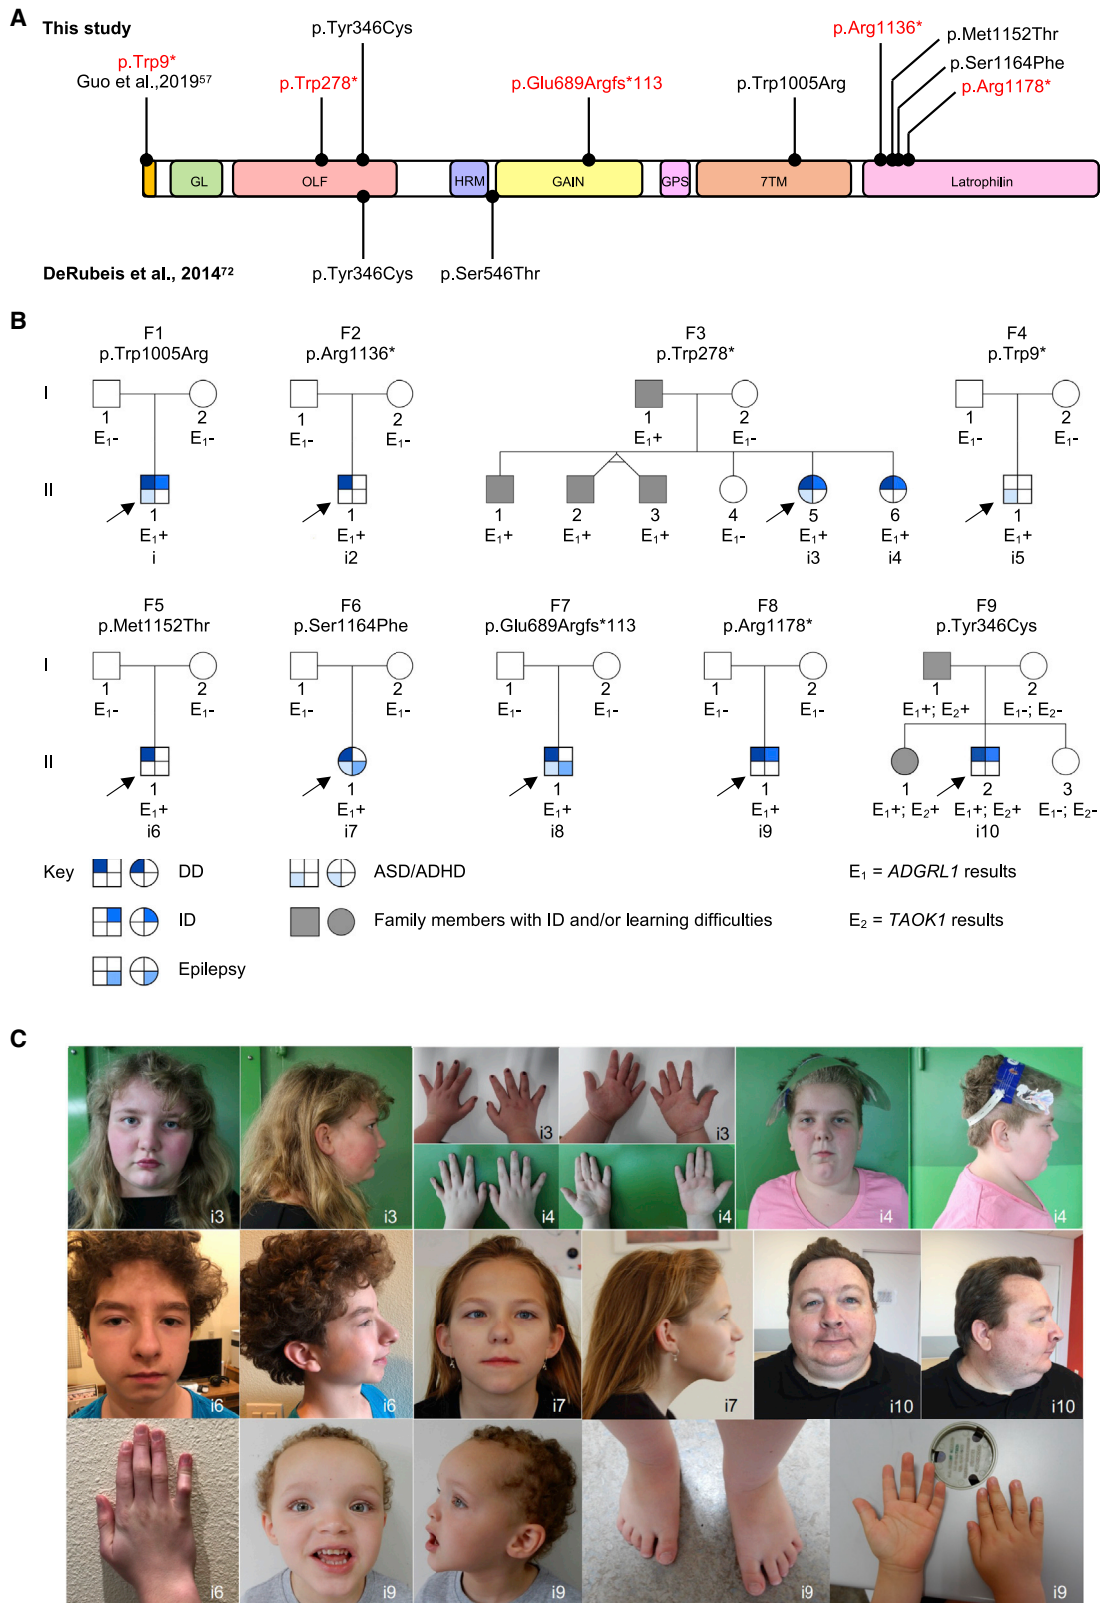 A
This study
p.Trp9*
Guo et al.,2019⁵⁷
p.Trp278*
p.Tyr346Cys
p.Glu689Argfs*113
p.Trp1005Arg
p.Arg1136*
p.Met1152Thr
p.Ser1164Phe
p.Arg1178*
GL OLF HRM GAIN GPS 7TM Latrophilin
DeRubeis et al., 2014⁷² p.Tyr346Cys p.Ser546Thr
B
F1 F2 F3 F4
p.Trp1005Arg p.Arg1136* p.Trp278* p.Trp9*
I
1 2 1 2 1 2 1 2
E₁- E₁- E₁- E₁- E₁+ E₁- E₁- E₁-
II
1 1 1 2 3 4 5 6 1
E₁+ E₁+ E₁+ E₁+ E₁+ E₁- E₁+ E₁+ E₁+
i i2 i3 i4 i5
F5 F6 F7 F8 F9
p.Met1152Thr p.Ser1164Phe p.Glu689Argfs*113 p.Arg1178* p.Tyr346Cys
I
1 2 1 2 1 2 1 2 1 2
E₁- E₁- E₁- E₁- E₁- E₁- E₁- E₁- E₁+; E₂+ E₁-; E₂-
II
1 1 1 1 1 2 3
E₁+ E₁+ E₁+ E₁+ E₁+; E₂+ E₁+; E₂+ E₁-; E₂-
i6 i7 i8 i9 i10
Key DD ASD/ADHD E₁ = ADGRL1 results
ID Family members with ID and/or learning difficulties E₂ = TAOK1 results
Epilepsy
C
i3 i3 i3 i3 i4 i4 i4 i4
i6 i6 i7 i7 i10 i10
i6 i9 i9 i9 i9